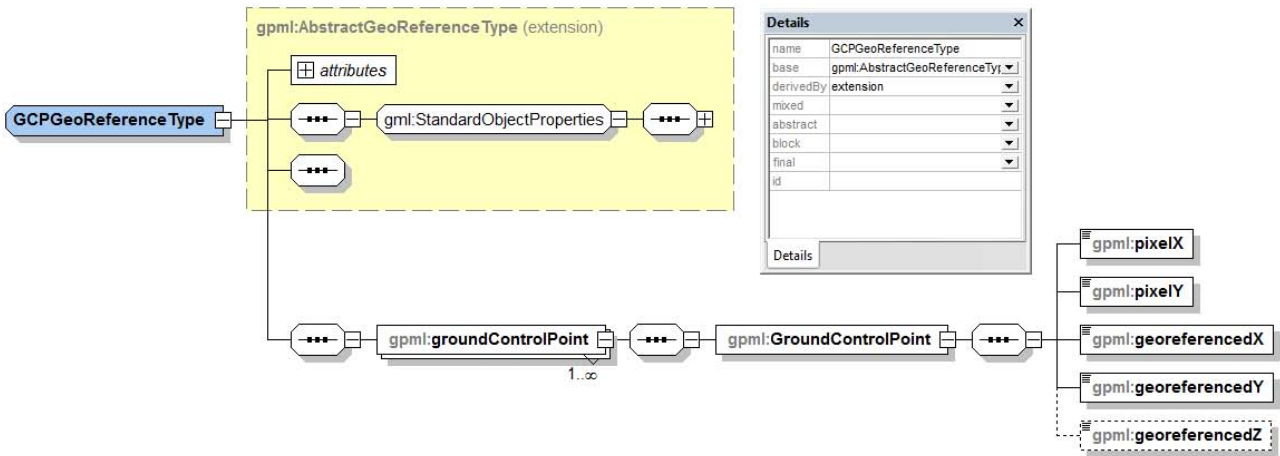 gpml:AbstractGeoReferenceType (extension)
attributes
GCPGeoReferenceType
gml:StandardObjectProperties
Details
name GCPGeoReferenceType
base gpml:AbstractGeoReferenceTyp
derivedBy extension
mixed
abstract
block
final
id
Details
gpml:pixelX
gpml:pixelY
gpml:groundControlPoint
1..∞
gpml:GroundControlPoint
gpml:georeferencedX
gpml:georeferencedY
gpml:georeferencedZ